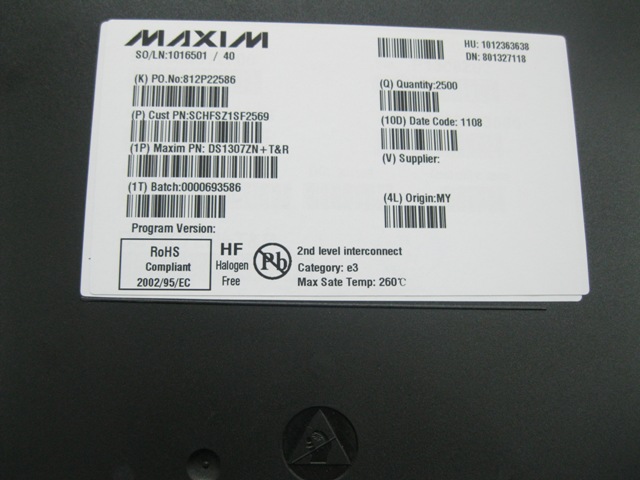 MAXIM
SO/LN:1016501 / 40
HU: 1012363638
DN: 801327118
(K) PO.No:812P22586
(Q) Quantity:2500
(P) Cust PN:SCHFSZ1SF2569
(10D) Date Code: 1108
(1P) Maxim PN: DS1307ZN+T&R
(V) Supplier:
(1T) Batch:0000693586
(4L) Origin:MY
Program Version:
RoHS
Compliant
2002/95/EC
HF
Halogen
Free
Pb
2nd level interconnect
Category: e3
Max Sate Temp: 260℃